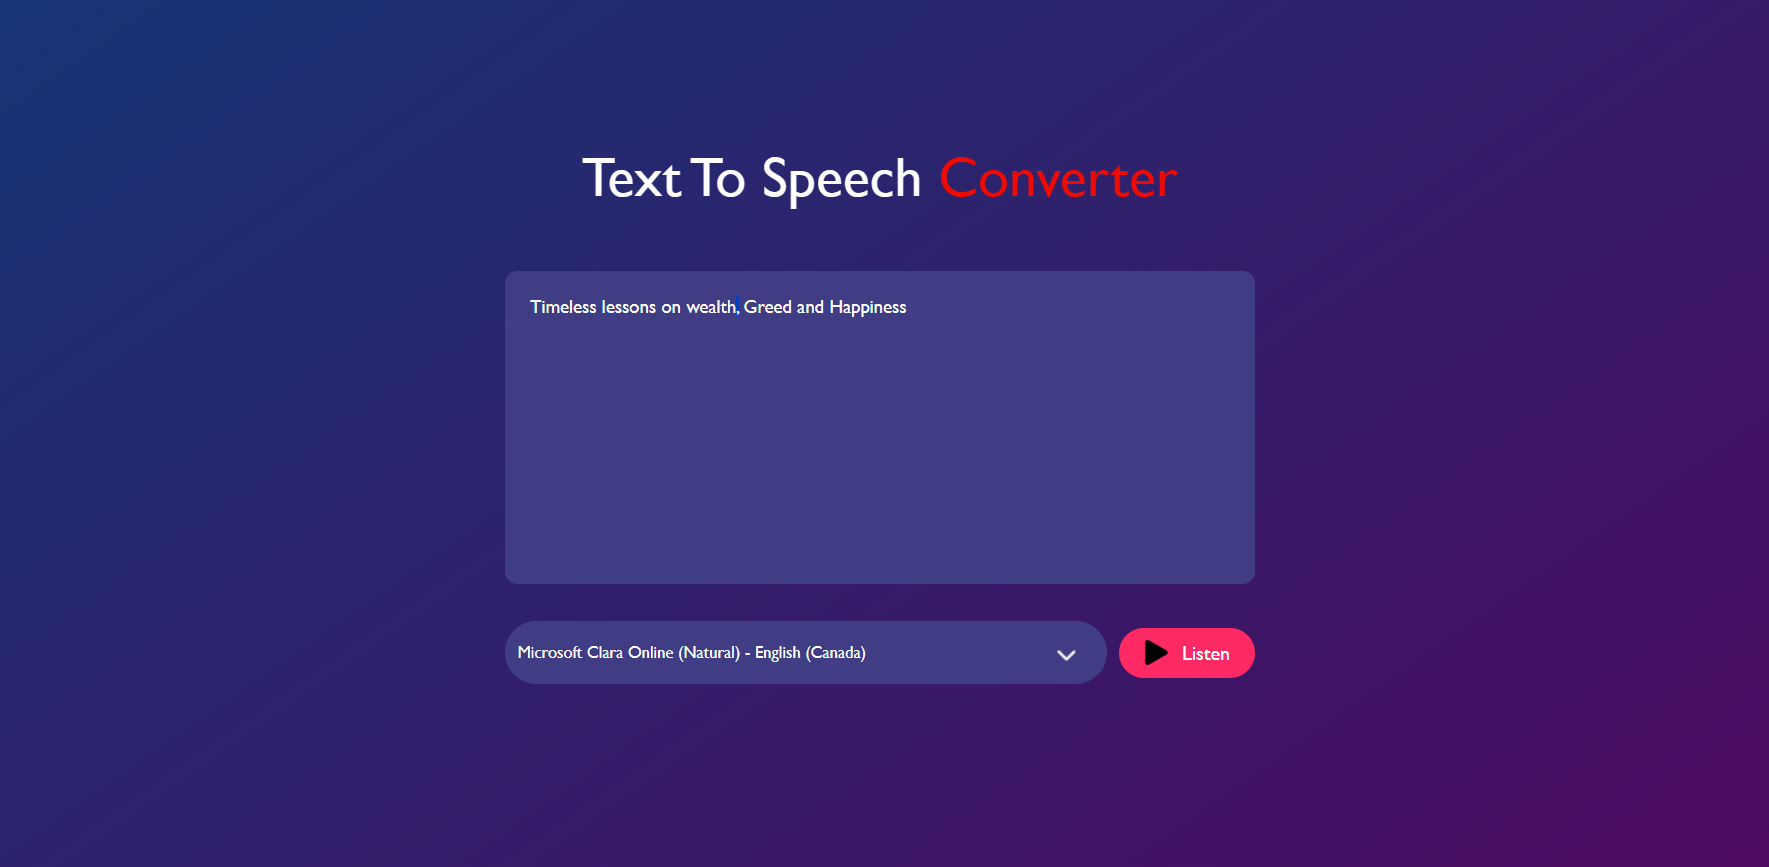 Text To Speech Converter
Timeless lessons on wealth, Greed and Happiness
Microsoft Clara Online (Natural) - English (Canada)
Listen